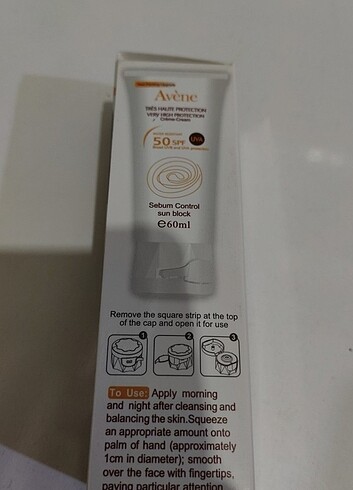 Avène
TRÈS HAUTE PROTECTION
VERY HIGH PROTECTION
Crème-Cream
50 SPF
UVA
Sebum Control
sun block
e60ml
Remove the square strip at the top
of the cap and open it for use
1 2 3
To Use: Apply morning
and night after cleansing and
balancing the skin.Squeeze
an appropriate amount onto
palm of hand (approximately
1cm in diameter); smooth
over the face with fingertips,
paying particular attention